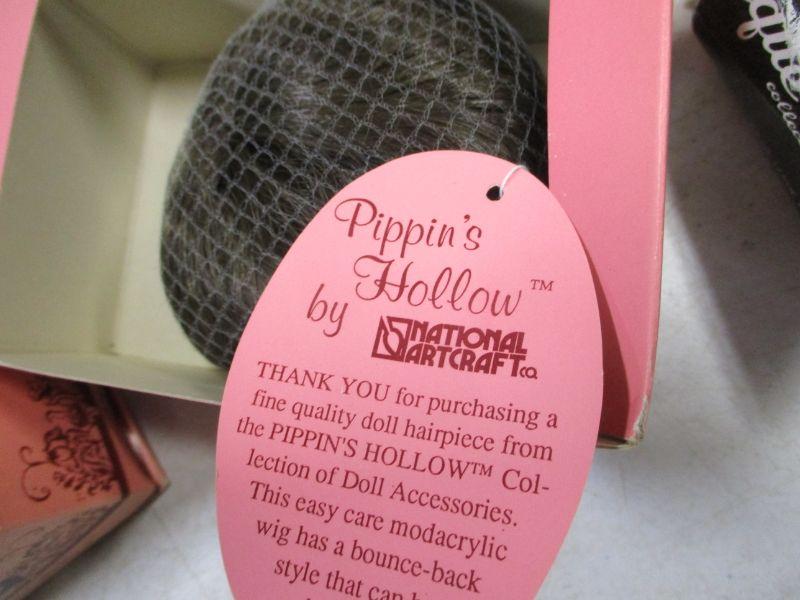 Pippin's
Hollow™
by
NATIONAL
ARTCRAFT CO.
THANK YOU for purchasing a
fine quality doll hairpiece from
the PIPPIN'S HOLLOW™ Col-
lection of Doll Accessories.
This easy care modacrylic
wig has a bounce-back
style that can